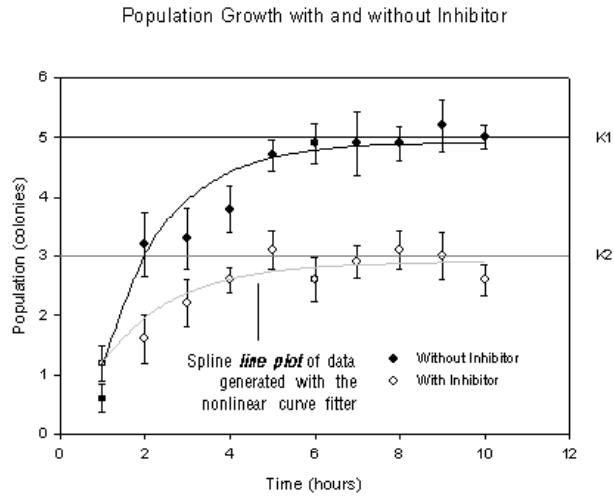 Population Growth with and without Inhibitor
6
5
4
3
2
1
0
Population (colonies)
K1
K2
Spline line plot of data
generated with the
nonlinear curve fitter
Without Inhibitor
With Inhibitor
0 2 4 6 8 10 12
Time (hours)